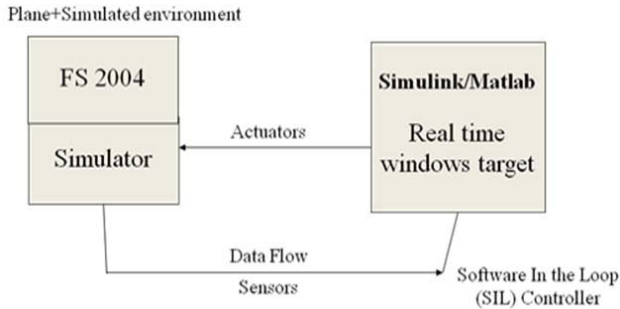 Plane+Simulated environment
FS 2004
Simulator
Actuators
Simulink/Matlab
Real time
windows target
Data Flow
Sensors
Software In the Loop
(SIL) Controller